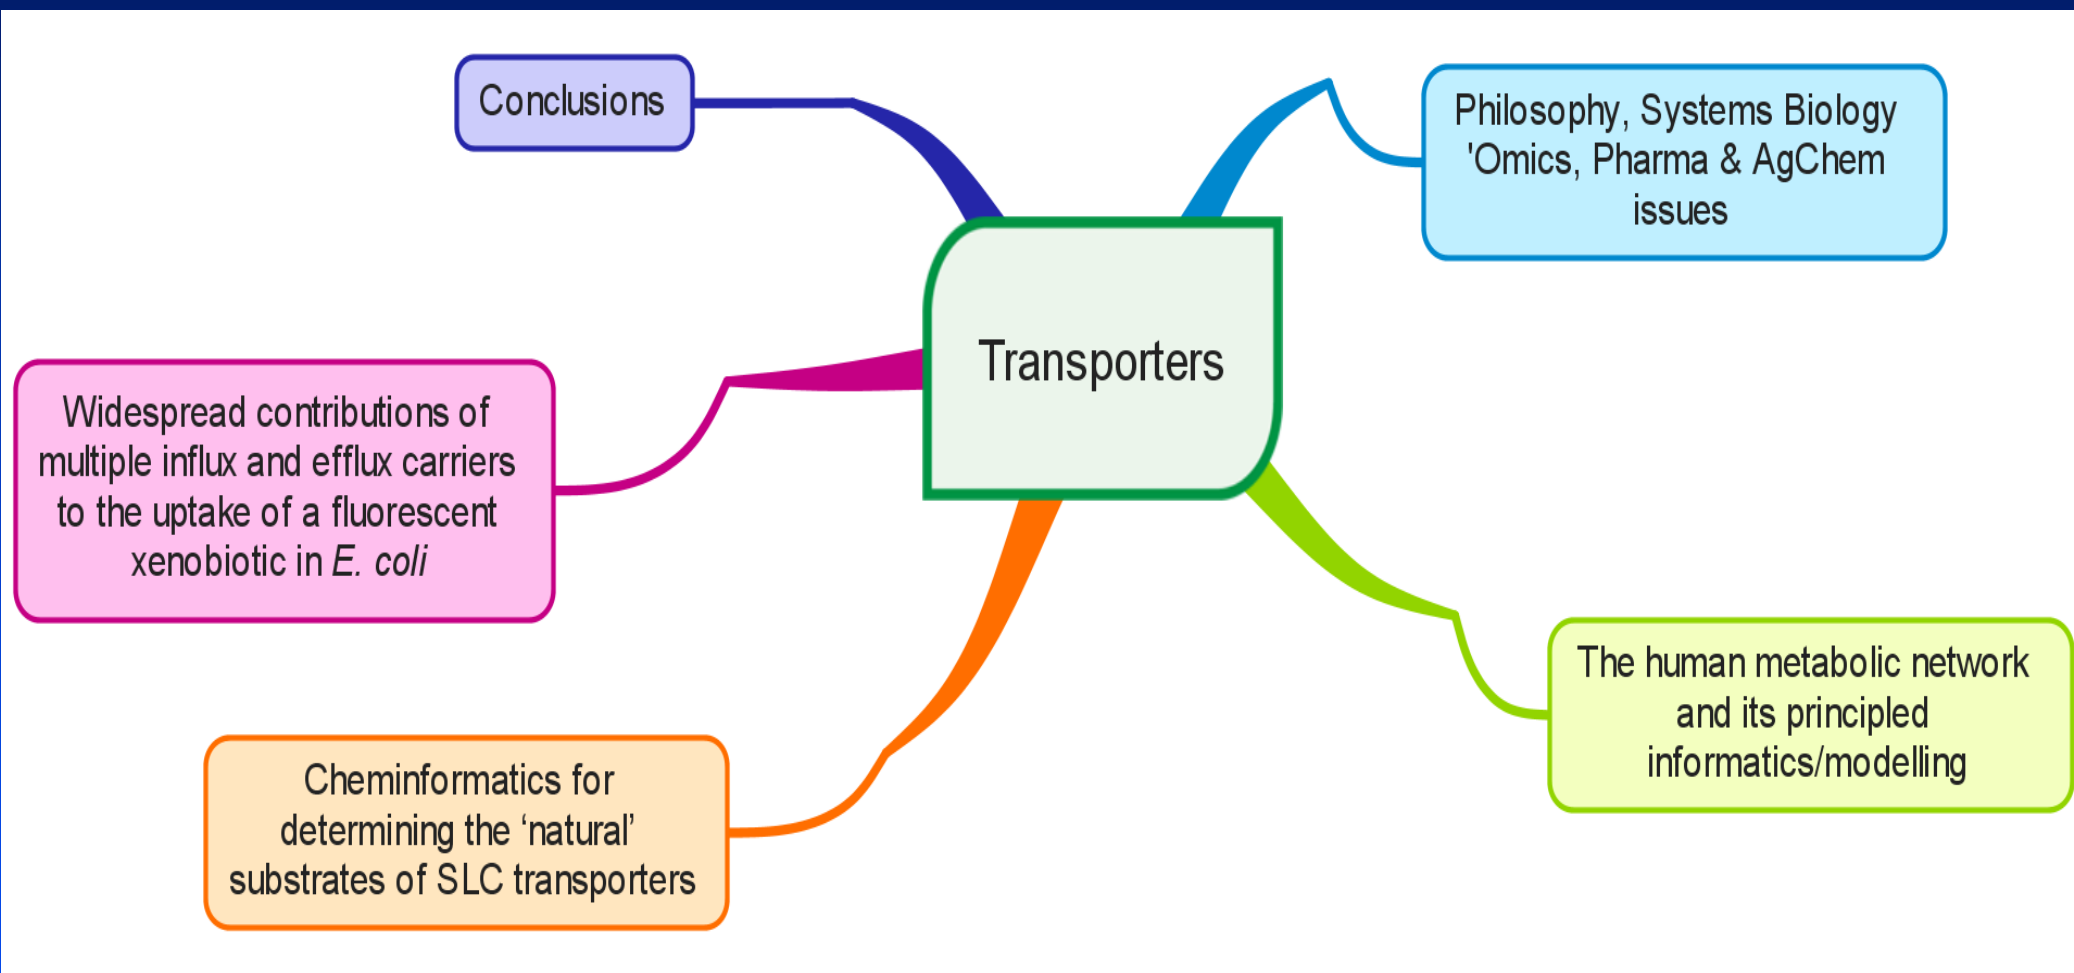 Conclusions
Philosophy, Systems Biology
'Omics, Pharma & AgChem
issues
Transporters
Widespread contributions of
multiple influx and efflux carriers
to the uptake of a fluorescent
xenobiotic in E. coli
The human metabolic network
and its principled
informatics/modelling
Cheminformatics for
determining the ‘natural’
substrates of SLC transporters